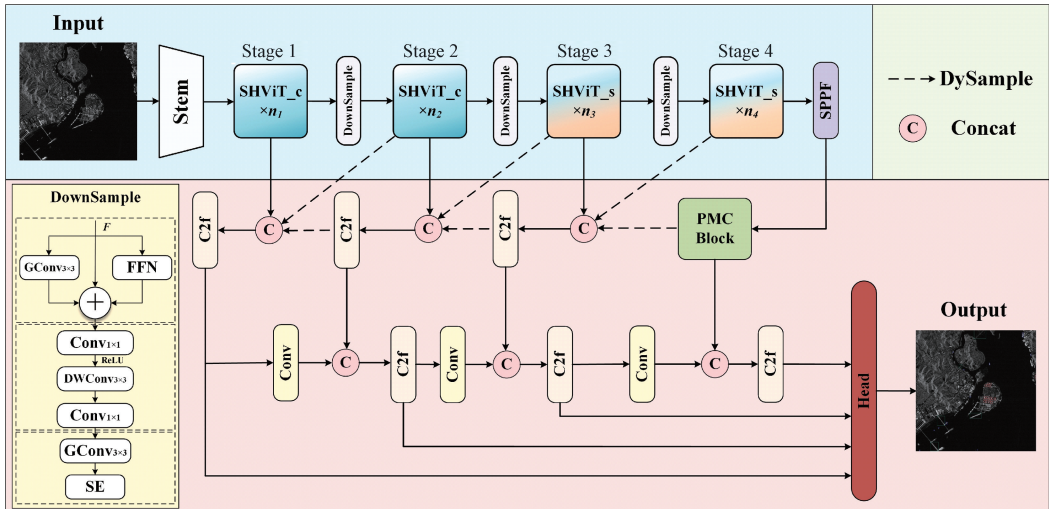 Input
Stem
Stage 1
SHViT_c
×n1
DownSample
Stage 2
SHViT_c
×n2
DownSample
Stage 3
SHViT_s
×n3
DownSample
Stage 4
SHViT_s
×n4
SPPF
DySample
C
Concat
DownSample
F
GConv3×3
FFN
+
Conv1×1
ReLU
DWConv3×3
Conv1×1
GConv3×3
SE
C2f
C
C2f
C
C2f
C
PMC
Block
Conv
C
C2f
Conv
C
C2f
Conv
C
C2f
Head
Output